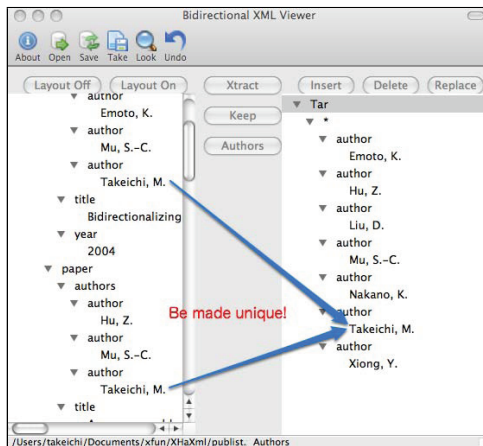 Bidirectional XML Viewer
About Open Save Take Look Undo
Layout Off Layout On Xtract Insert Delete Replace
Keep
Authors
author
Emoto, K.
author
Mu, S.-C.
author
Takeichi, M.
title
Bidirectionalizing
year
2004
paper
authors
author
Hu, Z.
author
Mu, S.-C.
author
Takeichi, M.
title
Be made unique!
Tar
*
author
Emoto, K.
author
Hu, Z.
author
Liu, D.
author
Mu, S.-C.
author
Nakano, K.
author
Takeichi, M.
author
Xiong, Y.
/Users/takeichi/Documents/xfun/XHaXml/publist. Authors